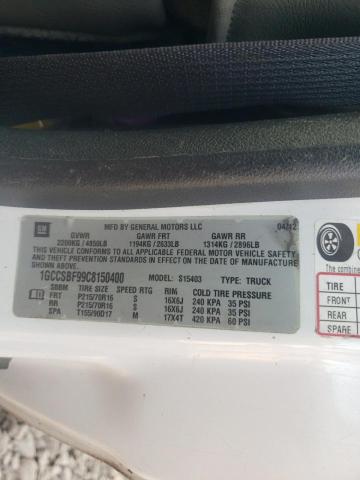 GM
MFD BY GENERAL MOTORS LLC 04/12
GVWR GAWR FRT GAWR RR
2200KG / 4850LB 1194KG / 2633LB 1314KG / 2896LB
THIS VEHICLE CONFORMS TO ALL APPLICABLE U.S. FEDERAL MOTOR VEHICLE SAFETY
AND THEFT PREVENTION STANDARDS IN EFFECT ON THE DATE OF MANUFACTURE SHOWN ABOVE.
1GCCSBF99C8150400 MODEL: S15403 TYPE: TRUCK
SBBM TIRE SIZE SPEED RTG RIM COLD TIRE PRESSURE
FRT P215/70R16 S 16X6J 240 KPA 35 PSI
RR P215/70R16 S 16X6J 240 KPA 35 PSI
SPA T155/90D17 M 17X4T 420 KPA 60 PSI
TIRE
FRONT
REAR
SPARE